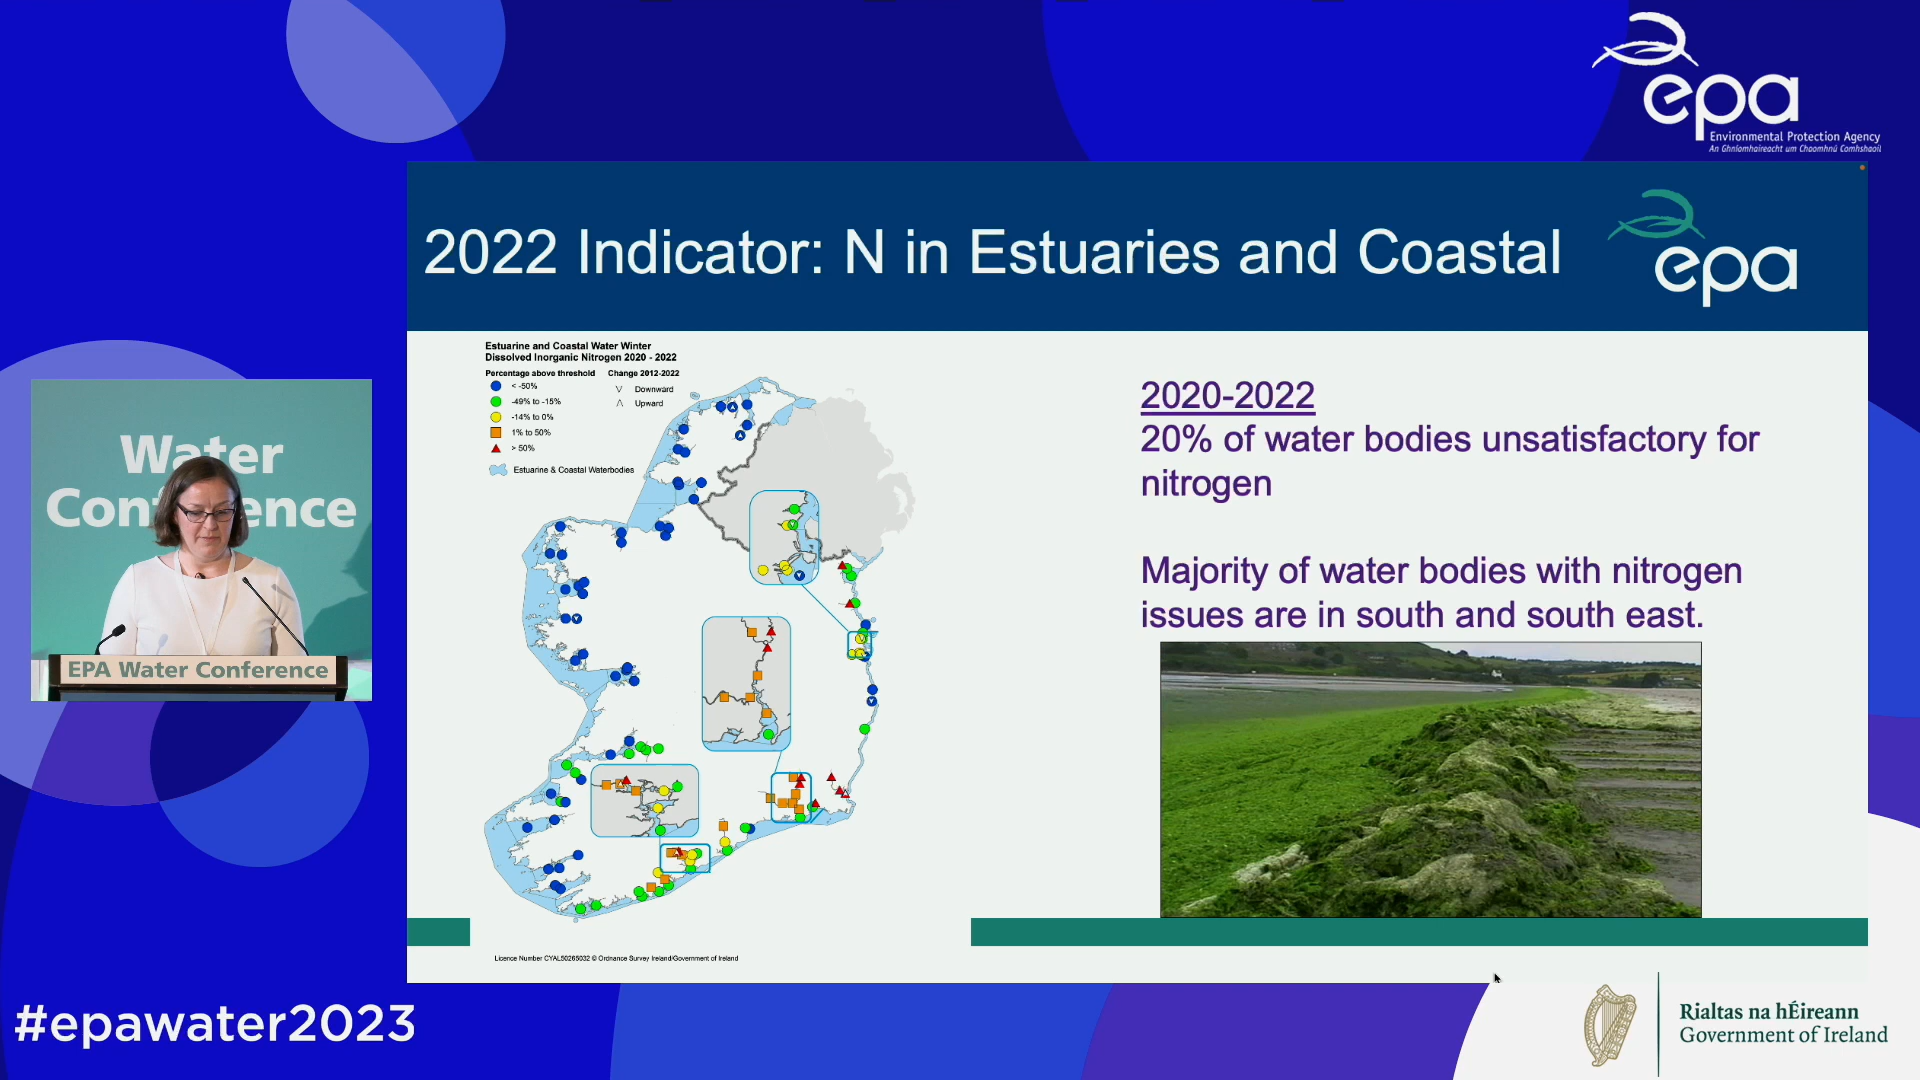 epa
Environmental Protection Agency
An Ghníomhaireacht um Chaomhnú Comhshaoil
2022 Indicator: N in Estuaries and Coastal
epa
Estuarine and Coastal Water Winter
Dissolved Inorganic Nitrogen 2020 - 2022
Percentage above threshold
< -50%
-49% to -15%
-14% to 0%
1% to 50%
> 50%
Estuarine & Coastal Waterbodies
Change 2012-2022
Downward
Upward
2020-2022
20% of water bodies unsatisfactory for
nitrogen
Majority of water bodies with nitrogen
issues are in south and south east.
Licence Number CYAL50265032 © Ordnance Survey Ireland/Government of Ireland
Water
Con ence
EPA Water Conference
#epawater2023
Rialtas na hÉireann
Government of Ireland